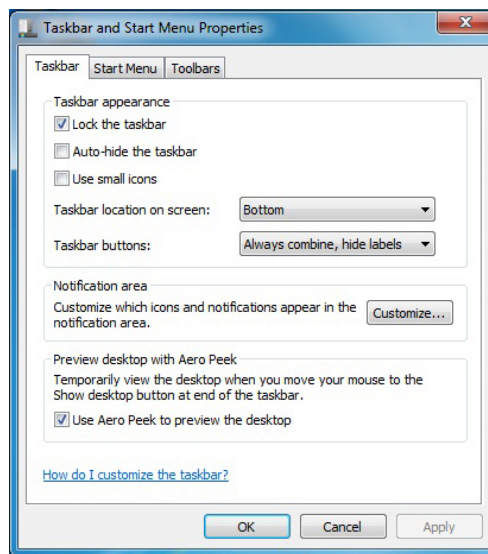 Taskbar and Start Menu Properties
Taskbar Start Menu Toolbars
Taskbar appearance
Lock the taskbar
Auto-hide the taskbar
Use small icons
Taskbar location on screen: Bottom
Taskbar buttons: Always combine, hide labels
Notification area
Customize which icons and notifications appear in the
notification area.
Customize...
Preview desktop with Aero Peek
Temporarily view the desktop when you move your mouse to the
Show desktop button at end of the taskbar.
Use Aero Peek to preview the desktop
How do I customize the taskbar?
OK Cancel Apply